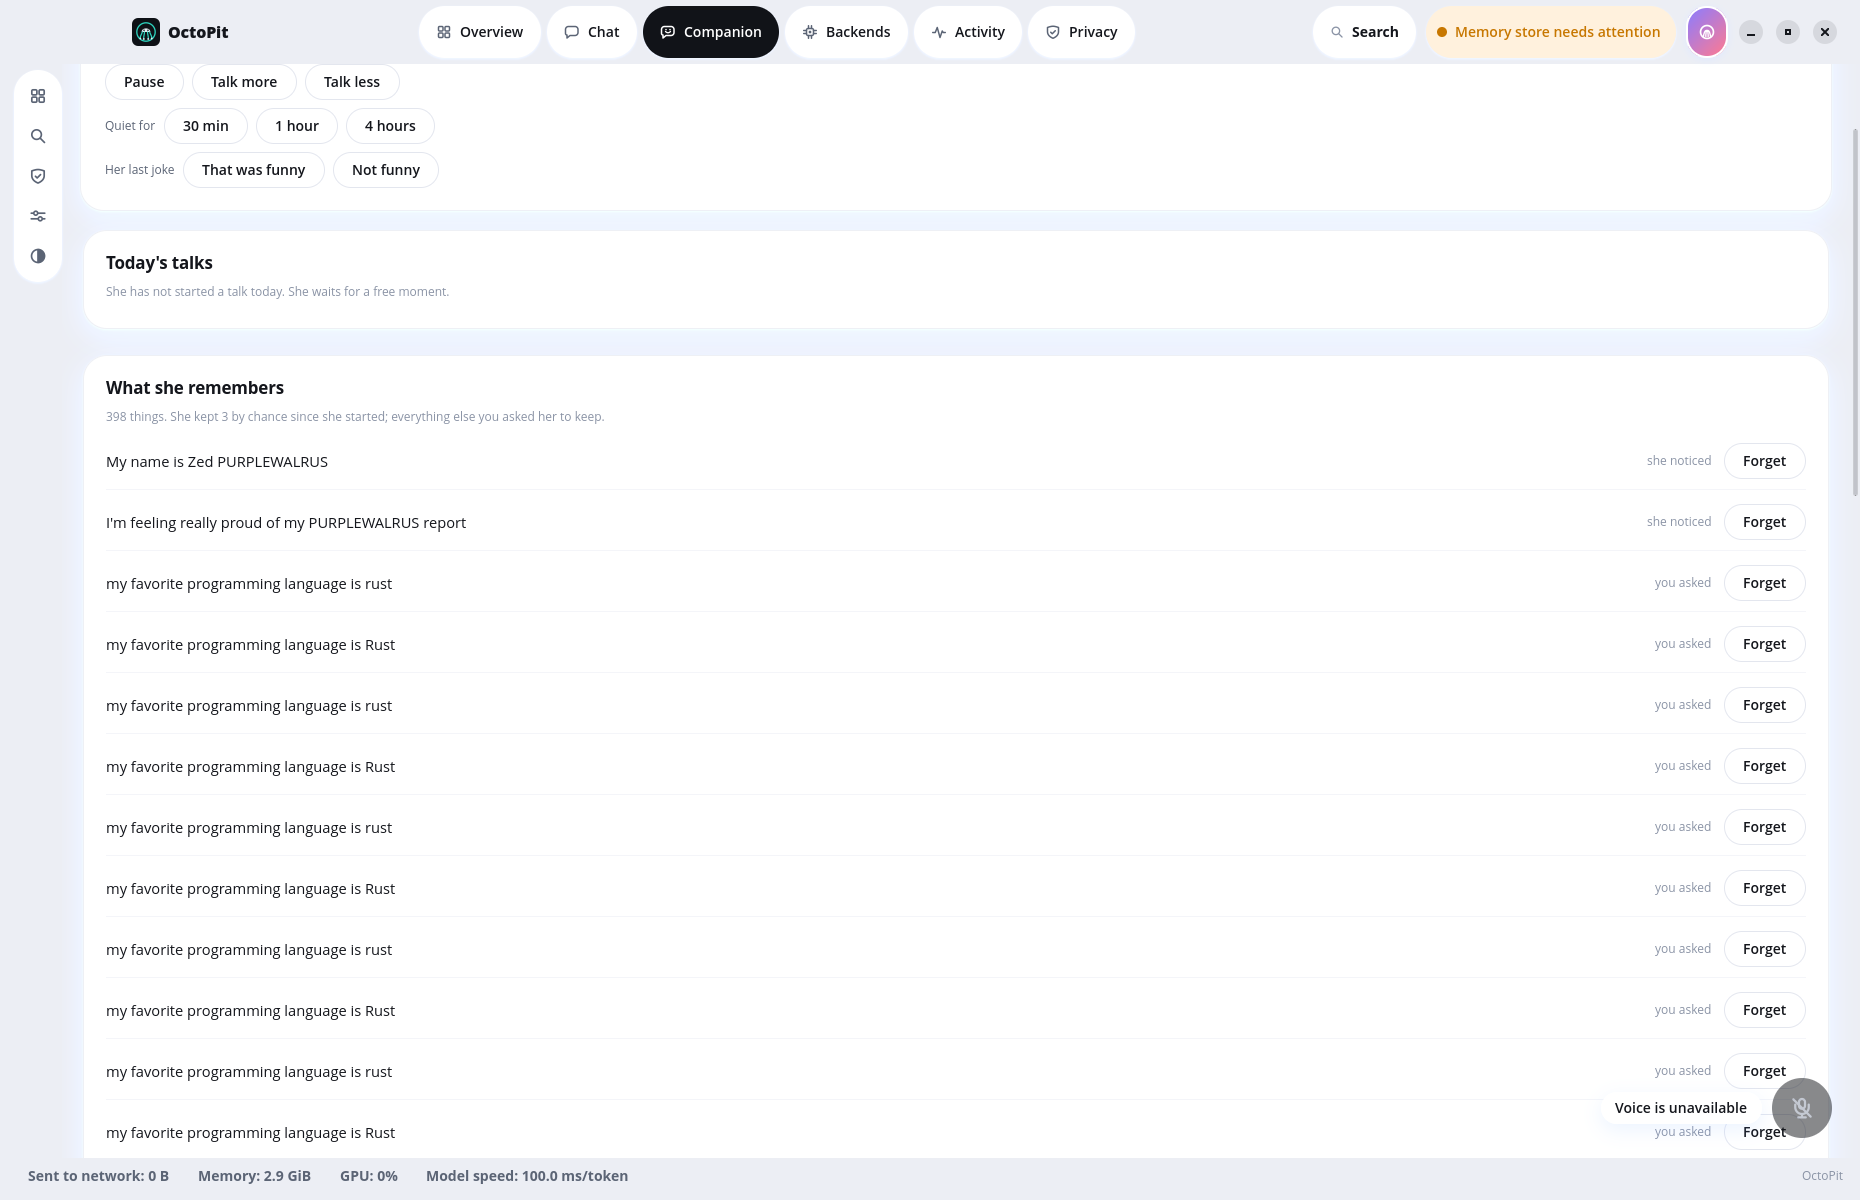 OctoPit
Overview
Chat
Companion
Backends
Activity
Privacy
Search
Memory store needs attention
Pause
Talk more
Talk less
Quiet for
30 min
1 hour
4 hours
Her last joke
That was funny
Not funny
Today's talks
She has not started a talk today. She waits for a free moment.
What she remembers
398 things. She kept 3 by chance since she started; everything else you asked her to keep.
My name is Zed PURPLEWALRUS she noticed Forget
I'm feeling really proud of my PURPLEWALRUS report she noticed Forget
my favorite programming language is rust you asked Forget
my favorite programming language is Rust you asked Forget
my favorite programming language is rust you asked Forget
my favorite programming language is Rust you asked Forget
my favorite programming language is rust you asked Forget
my favorite programming language is Rust you asked Forget
my favorite programming language is rust you asked Forget
my favorite programming language is Rust you asked Forget
my favorite programming language is rust you asked Forget
Voice is unavailable
my favorite programming language is Rust you asked Forget
Sent to network: 0 B
Memory: 2.9 GiB
GPU: 0%
Model speed: 100.0 ms/token
OctoPit